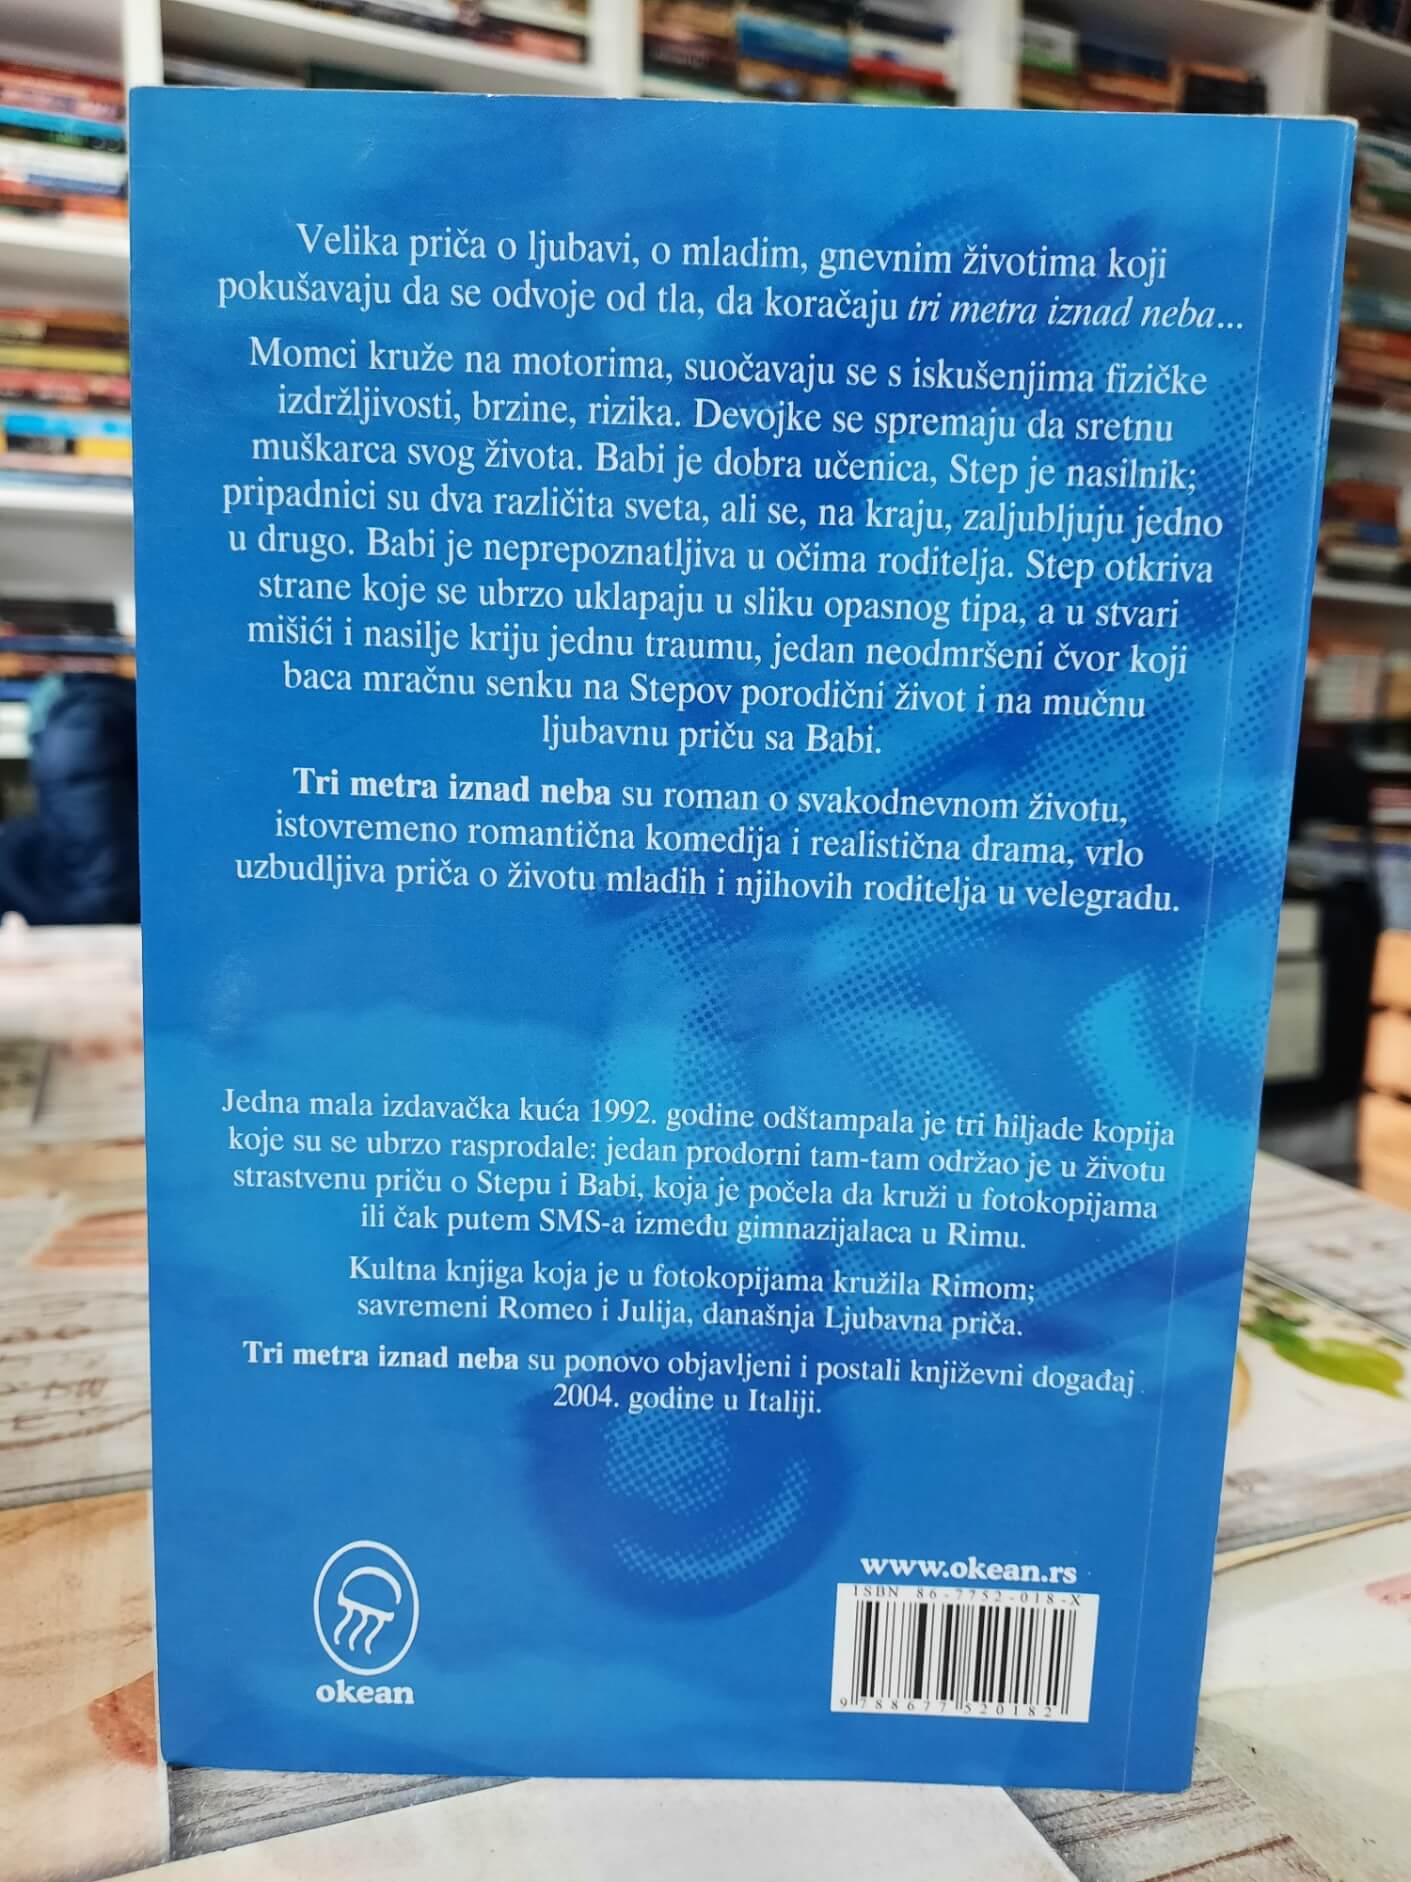 Velika priča o ljubavi, o mladim, gnevnim životima koji
pokušavaju da se odvoje od tla, da koračaju tri metra iznad neba...
Momci kruže na motorima, suočavaju se s iskušenjima fizičke
izdržljivosti, brzine, rizika. Devojke se spremaju da sretnu
muškarca svog života. Babi je dobra učenica, Step je nasilnik;
pripadnici su dva različita sveta, ali se, na kraju, zaljubljuju jedno
u drugo. Babi je neprepoznatljiva u očima roditelja. Step otkriva
strane koje se ubrzo uklapaju u sliku opasnog tipa, a u stvari
mišići i nasilje kriju jednu traumu, jedan neodmršeni čvor koji
baca mračnu senku na Stepov porodični život i na mučnu
ljubavnu priču sa Babi.
Tri metra iznad neba su roman o svakodnevnom životu,
istovremeno romantična komedija i realistična drama, vrlo
uzbudljiva priča o životu mladih i njihovih roditelja u velegradu.
Jedna mala izdavačka kuća 1992. godine odštampala je tri hiljade kopija
koje su se ubrzo rasprodale: jedan prodorni tam-tam održao je u životu
strastvenu priču o Stepu i Babi, koja je počela da kruži u fotokopijama
ili čak putem SMS-a između gimnazijalaca u Rimu.
Kultna knjiga koja je u fotokopijama kružila Rimom;
savremeni Romeo i Julija, današnja Ljubavna priča.
Tri metra iznad neba su ponovo objavljeni i postali književni događaj
2004. godine u Italiji.
okean
www.okean.rs
ISBN 86-7752-018-X
9 788677 520182